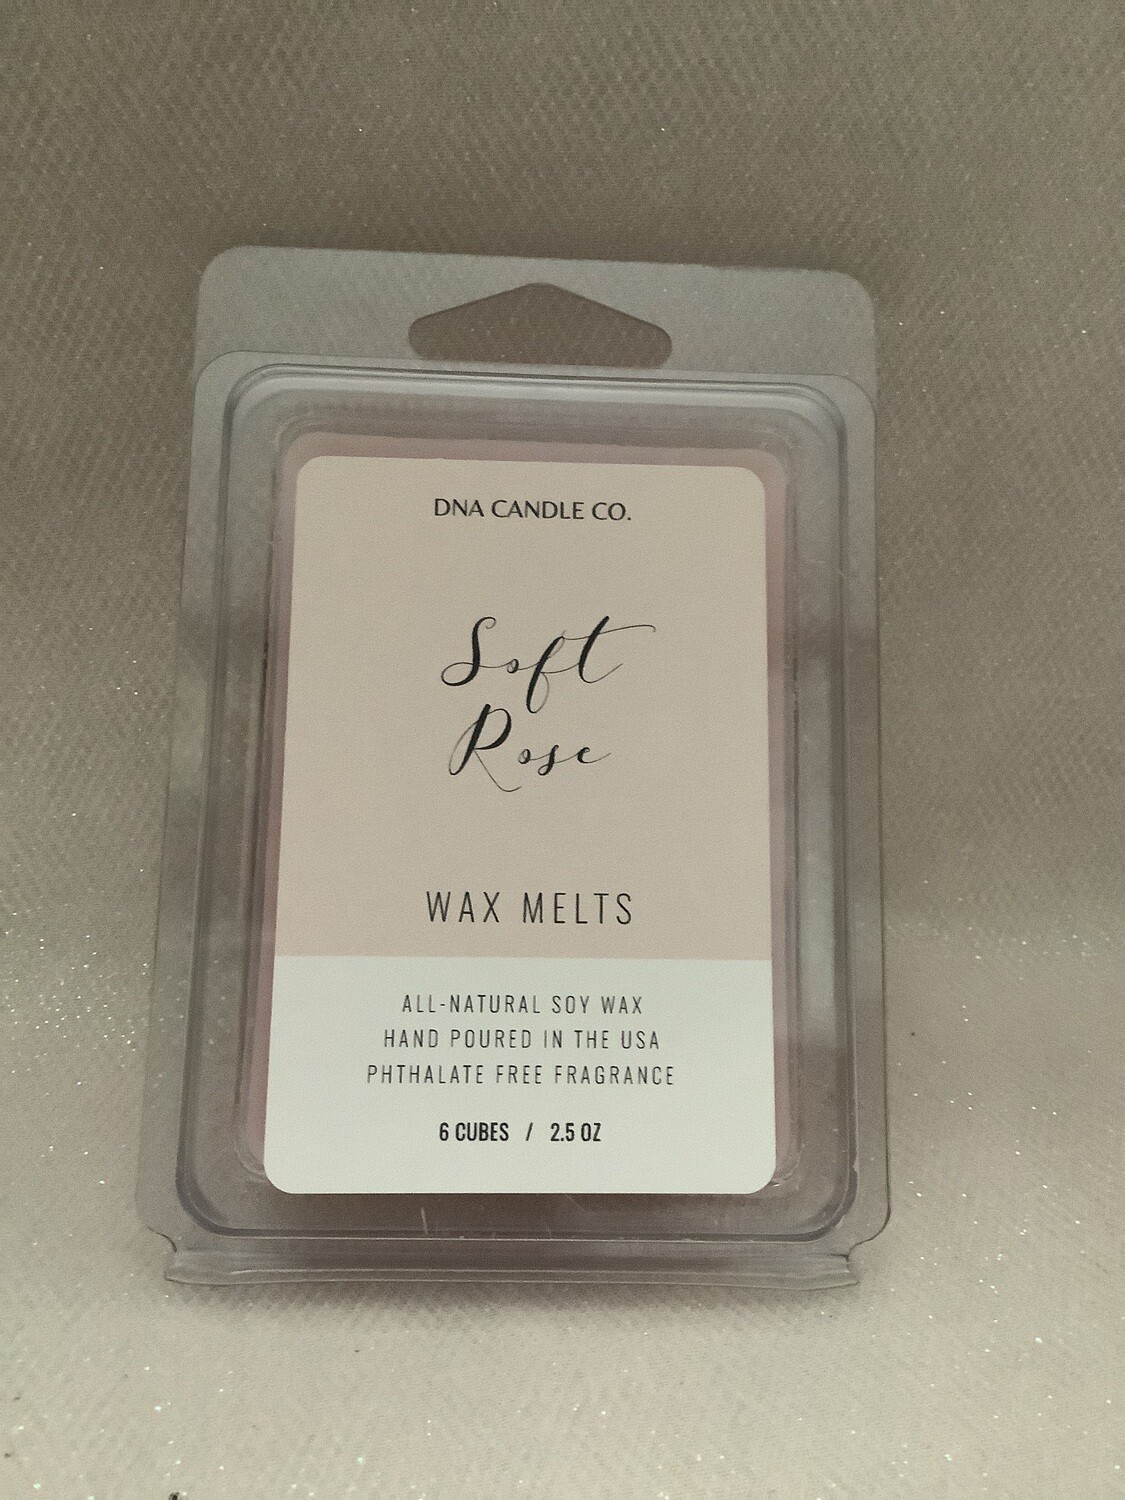 DNA CANDLE CO.
Soft
Rose
WAX MELTS
ALL-NATURAL SOY WAX
HAND POURED IN THE USA
PHTHALATE FREE FRAGRANCE
6 CUBES / 2.5 OZ